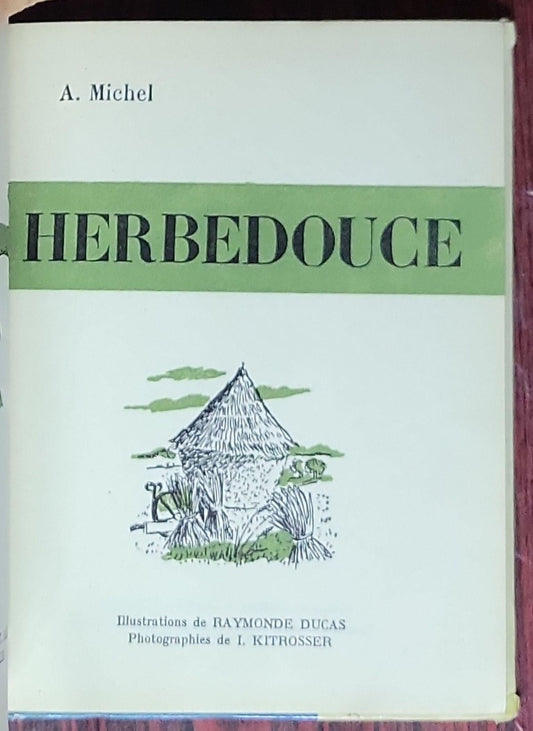 A. Michel
HERBEDOUCE
Illustrations de RAYMONDE DUCAS
Photographies de I. KITROSSER